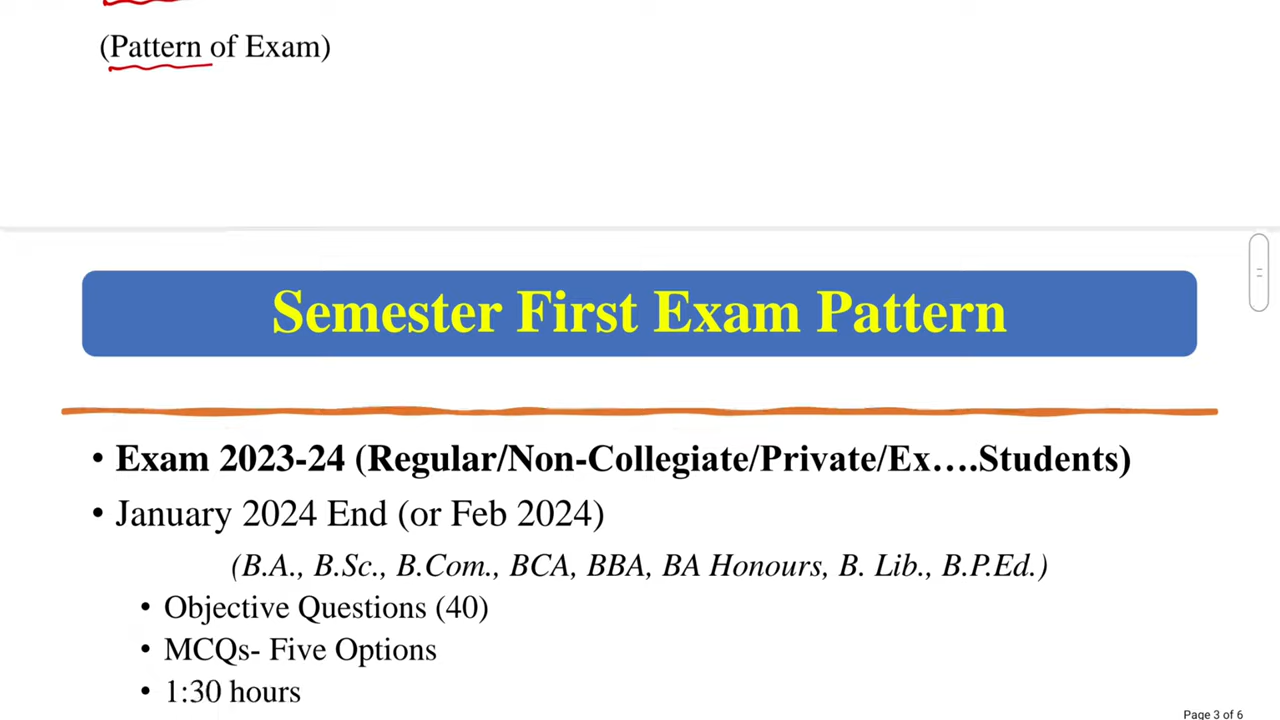 (Pattern of Exam)
Semester First Exam Pattern
• Exam 2023-24 (Regular/Non-Collegiate/Private/Ex….Students)
• January 2024 End (or Feb 2024)
(B.A., B.Sc., B.Com., BCA, BBA, BA Honours, B. Lib., B.P.Ed.)
• Objective Questions (40)
• MCQs- Five Options
• 1:30 hours
Page 3 of 6